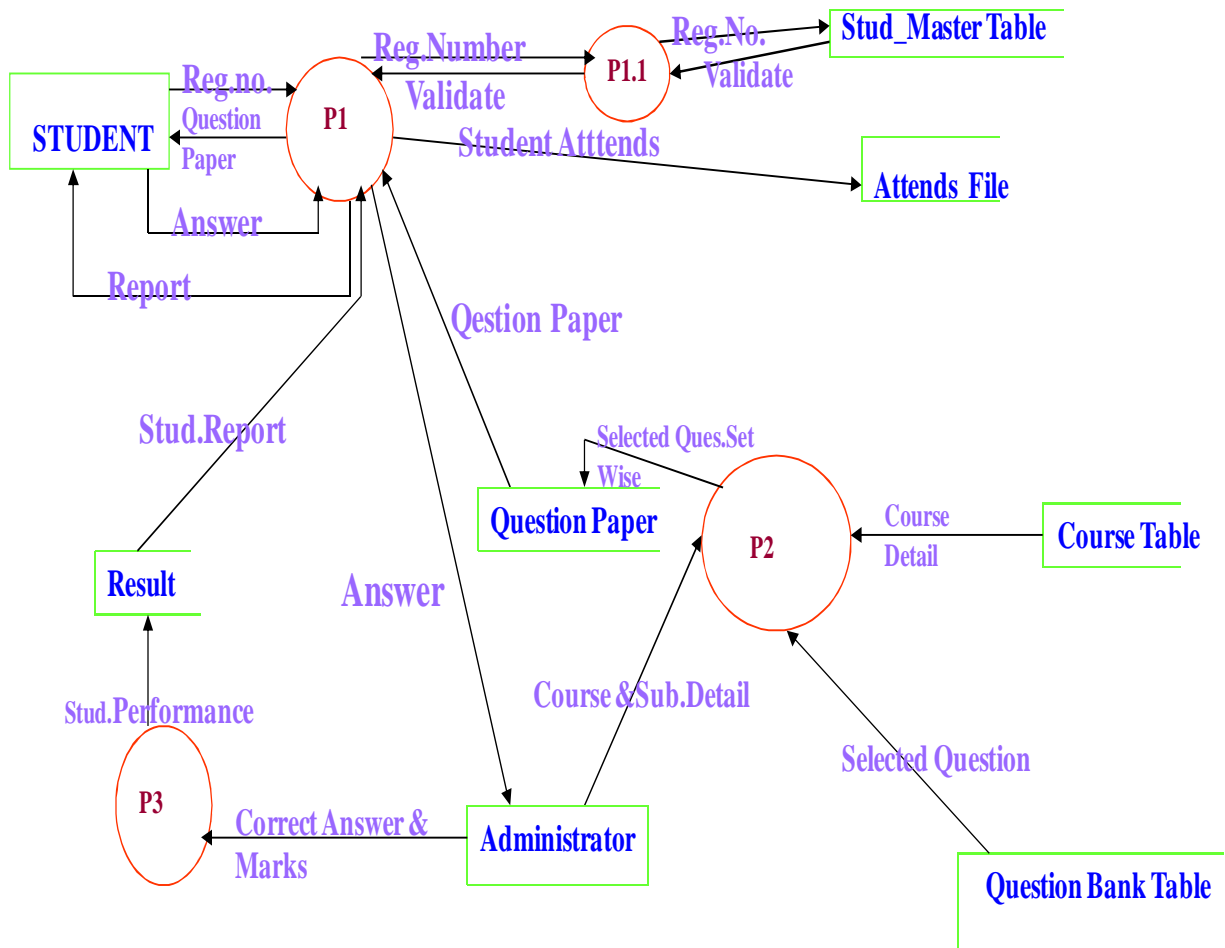 Reg.Number
Reg.No.
Stud_Master Table
P1.1
Validate
Validate
Reg.no.
P1
Question
STUDENT
Paper
Student Atttends
Attends File
Answer
Report
Qestion Paper
Stud.Report
Selected Ques.Set
Wise
Question Paper
P2
Course
Detail
Course Table
Result
Answer
Course &Sub.Detail
Stud.Performance
Selected Question
P3
Correct Answer &
Marks
Administrator
Question Bank Table